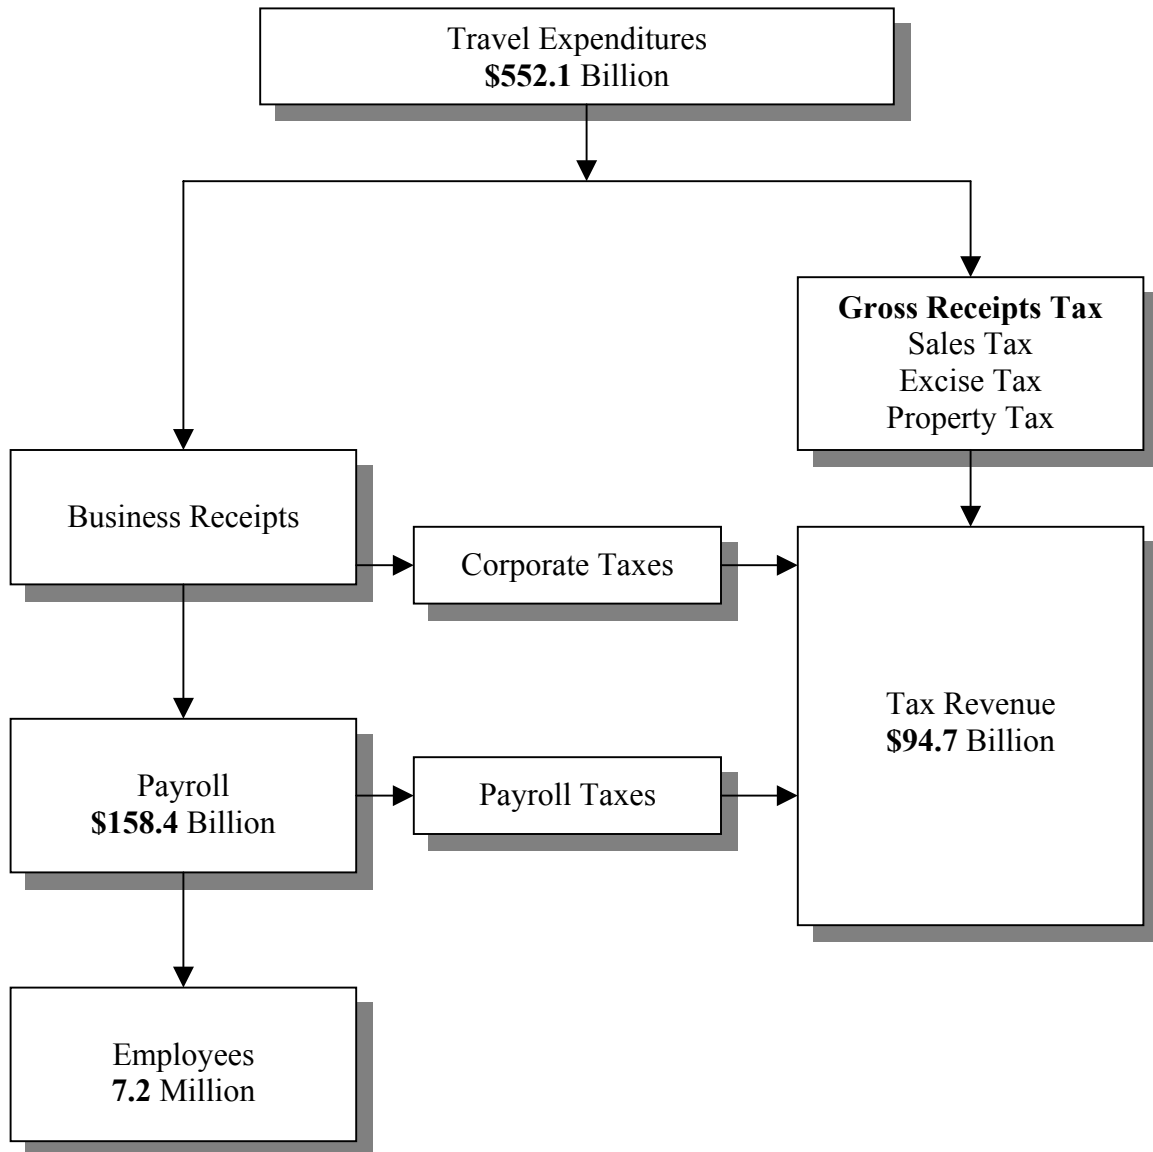 Travel Expenditures
$552.1 Billion
Gross Receipts Tax
Sales Tax
Excise Tax
Property Tax
Business Receipts
Corporate Taxes
Tax Revenue
$94.7 Billion
Payroll
$158.4 Billion
Payroll Taxes
Employees
7.2 Million